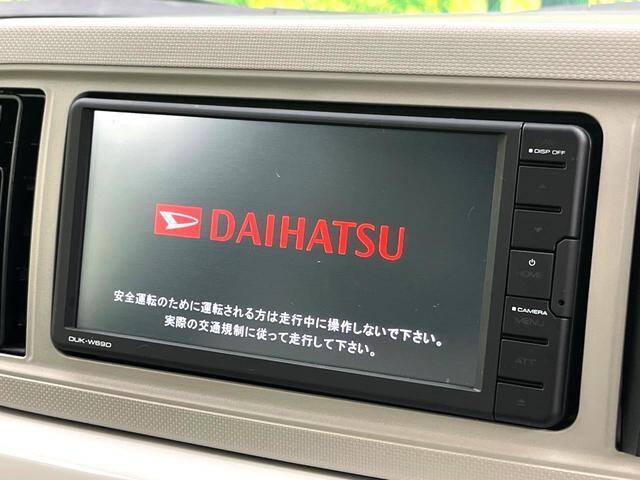 DAIHATSU
安全運転のために運転される方は走行中に操作しないで下さい。
実際の交通規制に従って走行して下さい。
DUK-W69D
DISP OFF
HOME
CAMERA
MENU
ATT